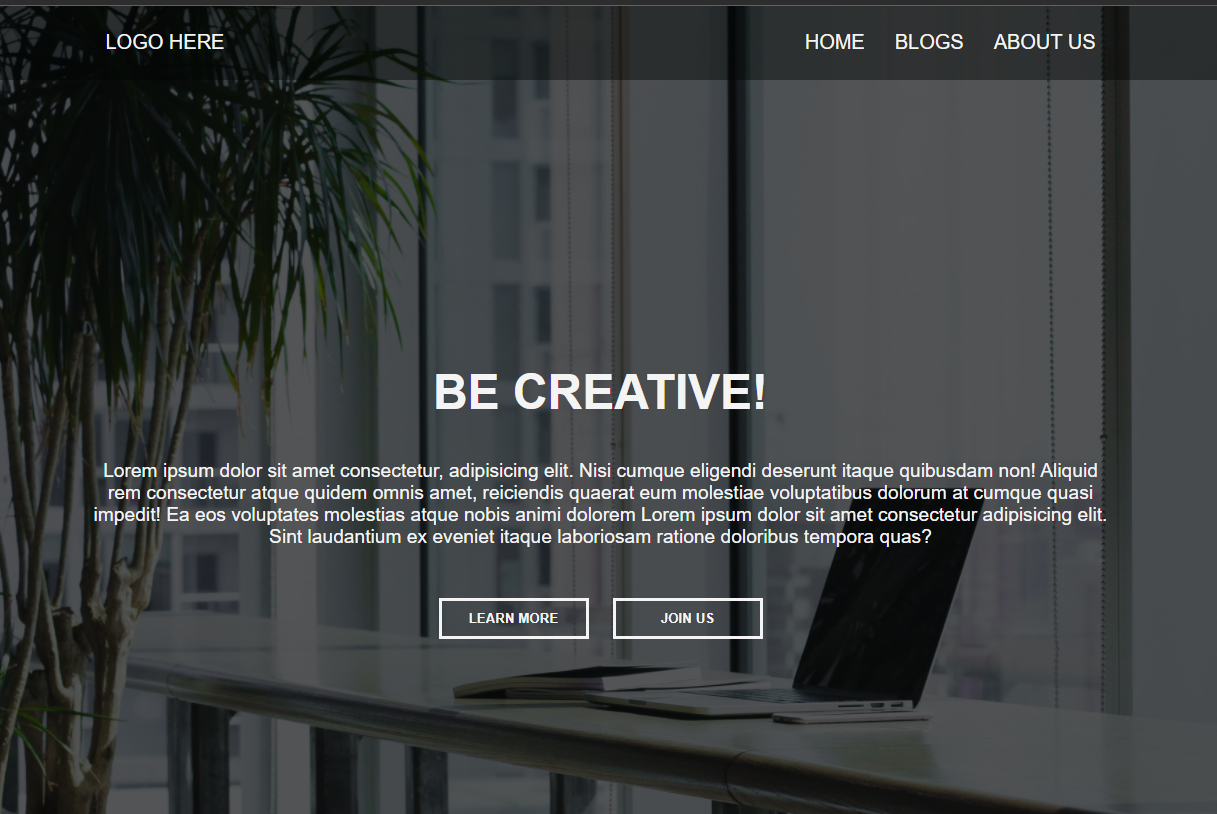 LOGO HERE HOME BLOGS ABOUT US
BE CREATIVE!
Lorem ipsum dolor sit amet consectetur, adipisicing elit. Nisi cumque eligendi deserunt itaque quibusdam non! Aliquid
rem consectetur atque quidem omnis amet, reiciendis quaerat eum molestiae voluptatibus dolorum at cumque quasi
impedit! Ea eos voluptates molestias atque nobis animi dolorem Lorem ipsum dolor sit amet consectetur adipisicing elit.
Sint laudantium ex eveniet itaque laboriosam ratione doloribus tempora quas?
LEARN MORE JOIN US